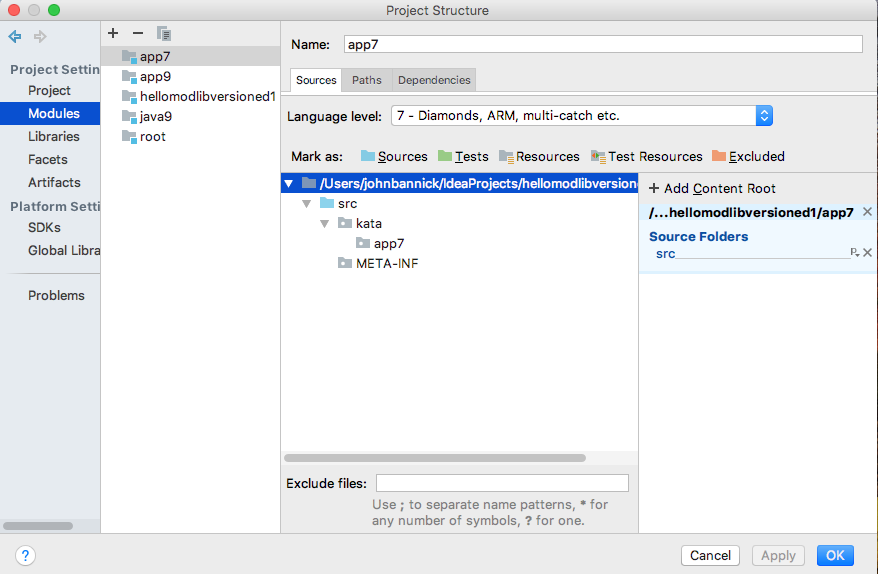 Project Structure
Project Settin
Project
Modules
Libraries
Facets
Artifacts
Platform Setti
SDKs
Global Libra
Problems
app7
app9
hellomodlibversioned1
java9
root
Name: app7
Sources Paths Dependencies
Language level: 7 - Diamonds, ARM, multi-catch etc.
Mark as: Sources Tests Resources Test Resources Excluded
/Users/johnbannick/IdeaProjects/hellomodlibversione
src
kata
app7
META-INF
+ Add Content Root
/...hellomodlibversioned1/app7
Source Folders
src
P
Exclude files:
Use ; to separate name patterns, * for
any number of symbols, ? for one.
?
Cancel Apply OK